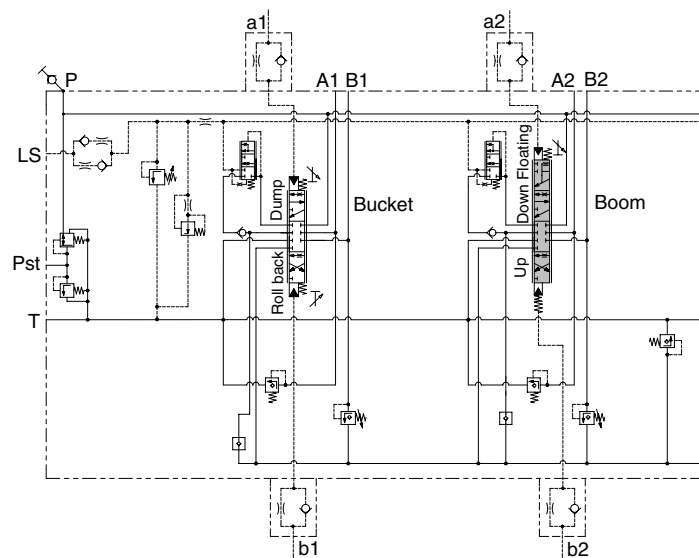 a1
a2
P
A1 B1
A2 B2
LS
Dump
Bucket
Down Floating
Boom
Roll back
Up
Pst
T
b1
b2